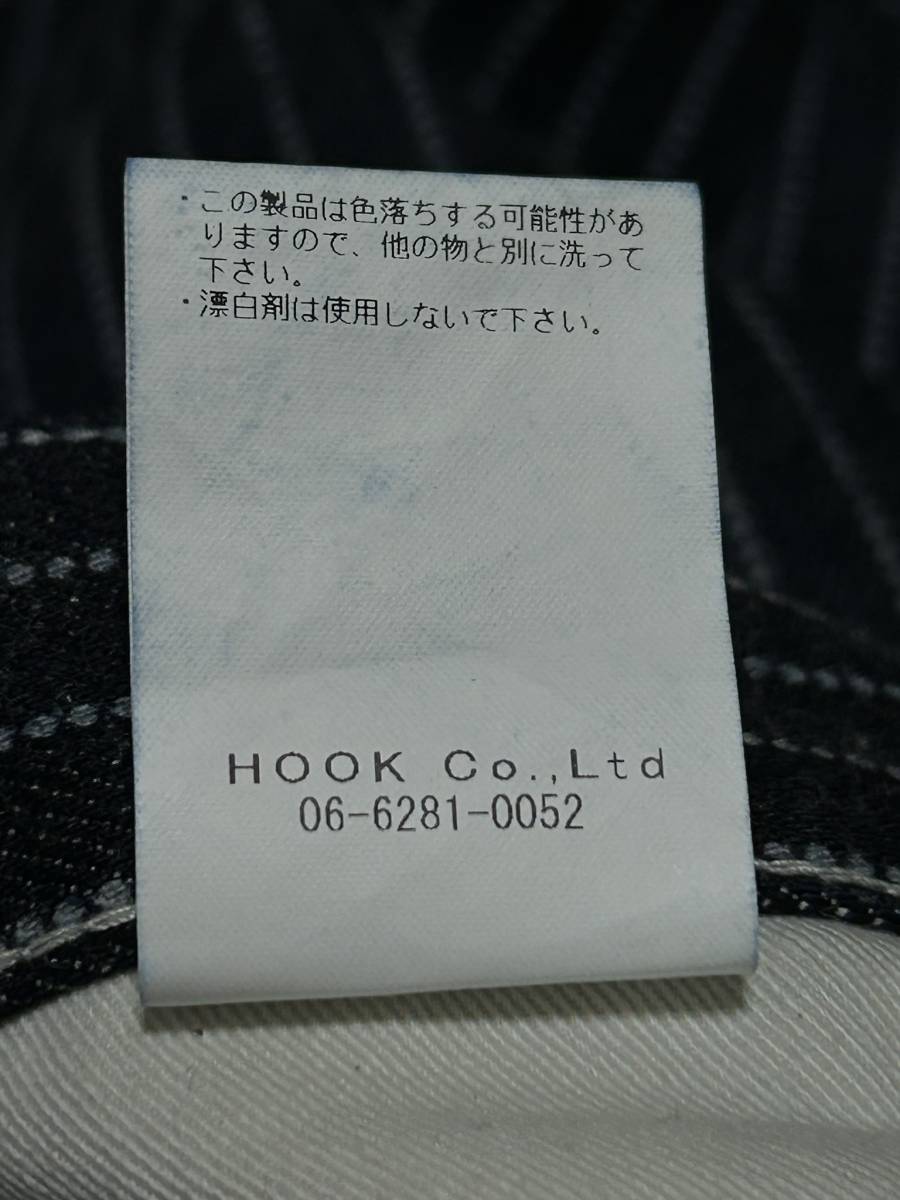 ・この製品は色落ちする可能性があ
りますので、他の物と別に洗って
下さい。
・漂白剤は使用しないで下さい。
HOOK Co.,Ltd
06-6281-0052